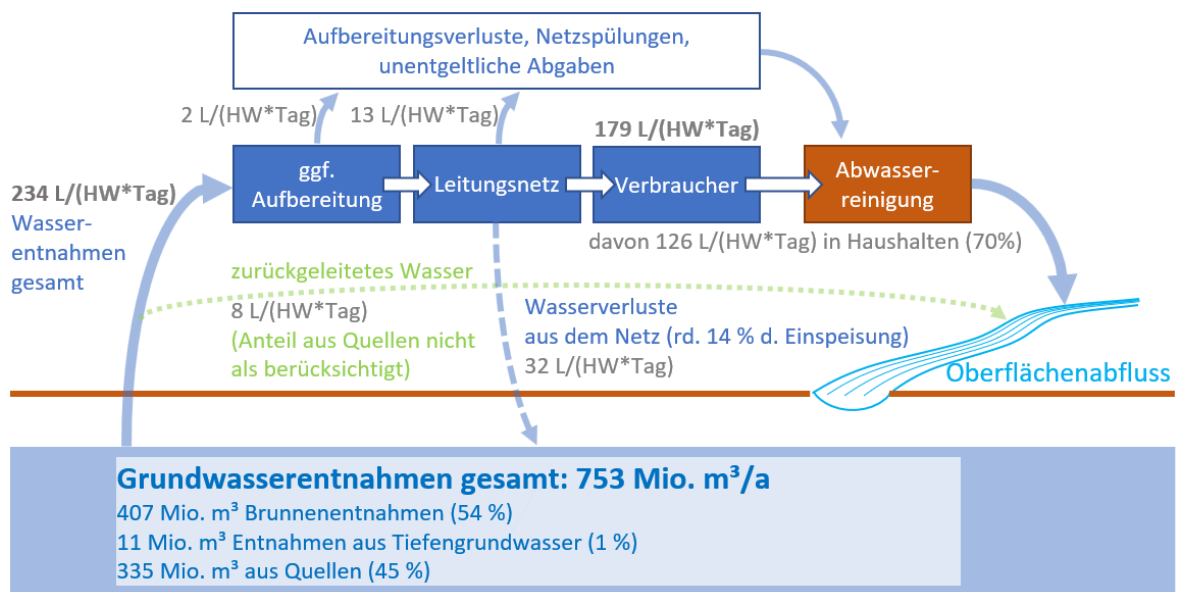 Aufbereitungsverluste, Netzspülungen,
unentgeltliche Abgaben
2 L/(HW*Tag)
13 L/(HW*Tag)
179 L/(HW*Tag)
234 L/(HW*Tag)
Wasser-
entnahmen
gesamt
ggf.
Aufbereitung
Leitungsnetz
Verbraucher
Abwasser-
reinigung
davon 126 L/(HW*Tag) in Haushalten (70%)
zurückgeleitetes Wasser
8 L/(HW*Tag)
(Anteil aus Quellen nicht
als berücksichtigt)
Wasserverluste
aus dem Netz (rd. 14 % d. Einspeisung)
32 L/(HW*Tag)
Oberflächenabfluss
Grundwasserentnahmen gesamt: 753 Mio. m³/a
407 Mio. m³ Brunnenentnahmen (54 %)
11 Mio. m³ Entnahmen aus Tiefengrundwasser (1 %)
335 Mio. m³ aus Quellen (45 %)